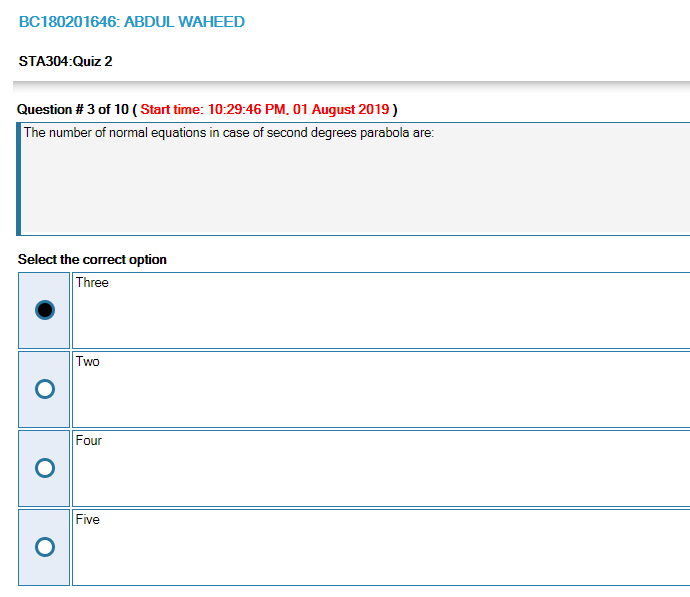 BC180201646: ABDUL WAHEED
STA304:Quiz 2
Question # 3 of 10 ( Start time: 10:29:46 PM, 01 August 2019 )
The number of normal equations in case of second degrees parabola are:
Select the correct option
Three
Two
Four
Five